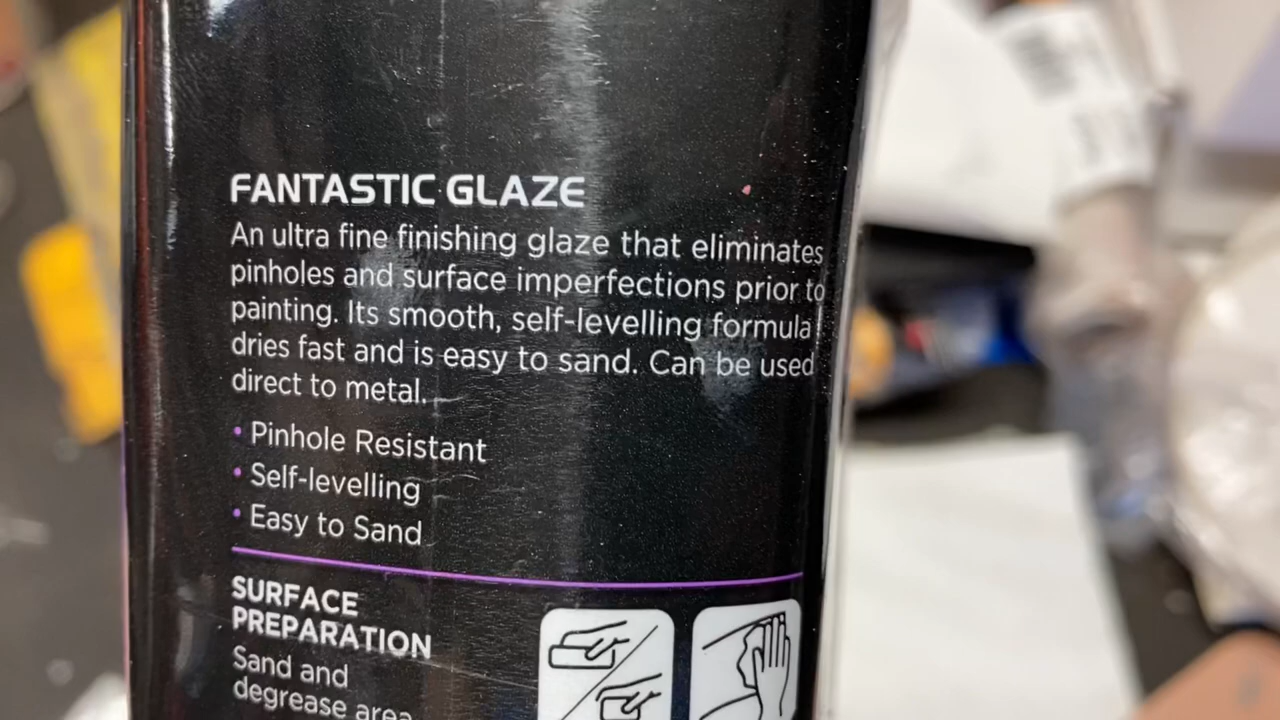 FANTASTIC GLAZE
An ultra fine finishing glaze that eliminates
pinholes and surface imperfections prior to
painting. Its smooth, self-levelling formula
dries fast and is easy to sand. Can be used
direct to metal.
• Pinhole Resistant
• Self-levelling
• Easy to Sand
SURFACE
PREPARATION
Sand and
degrease area